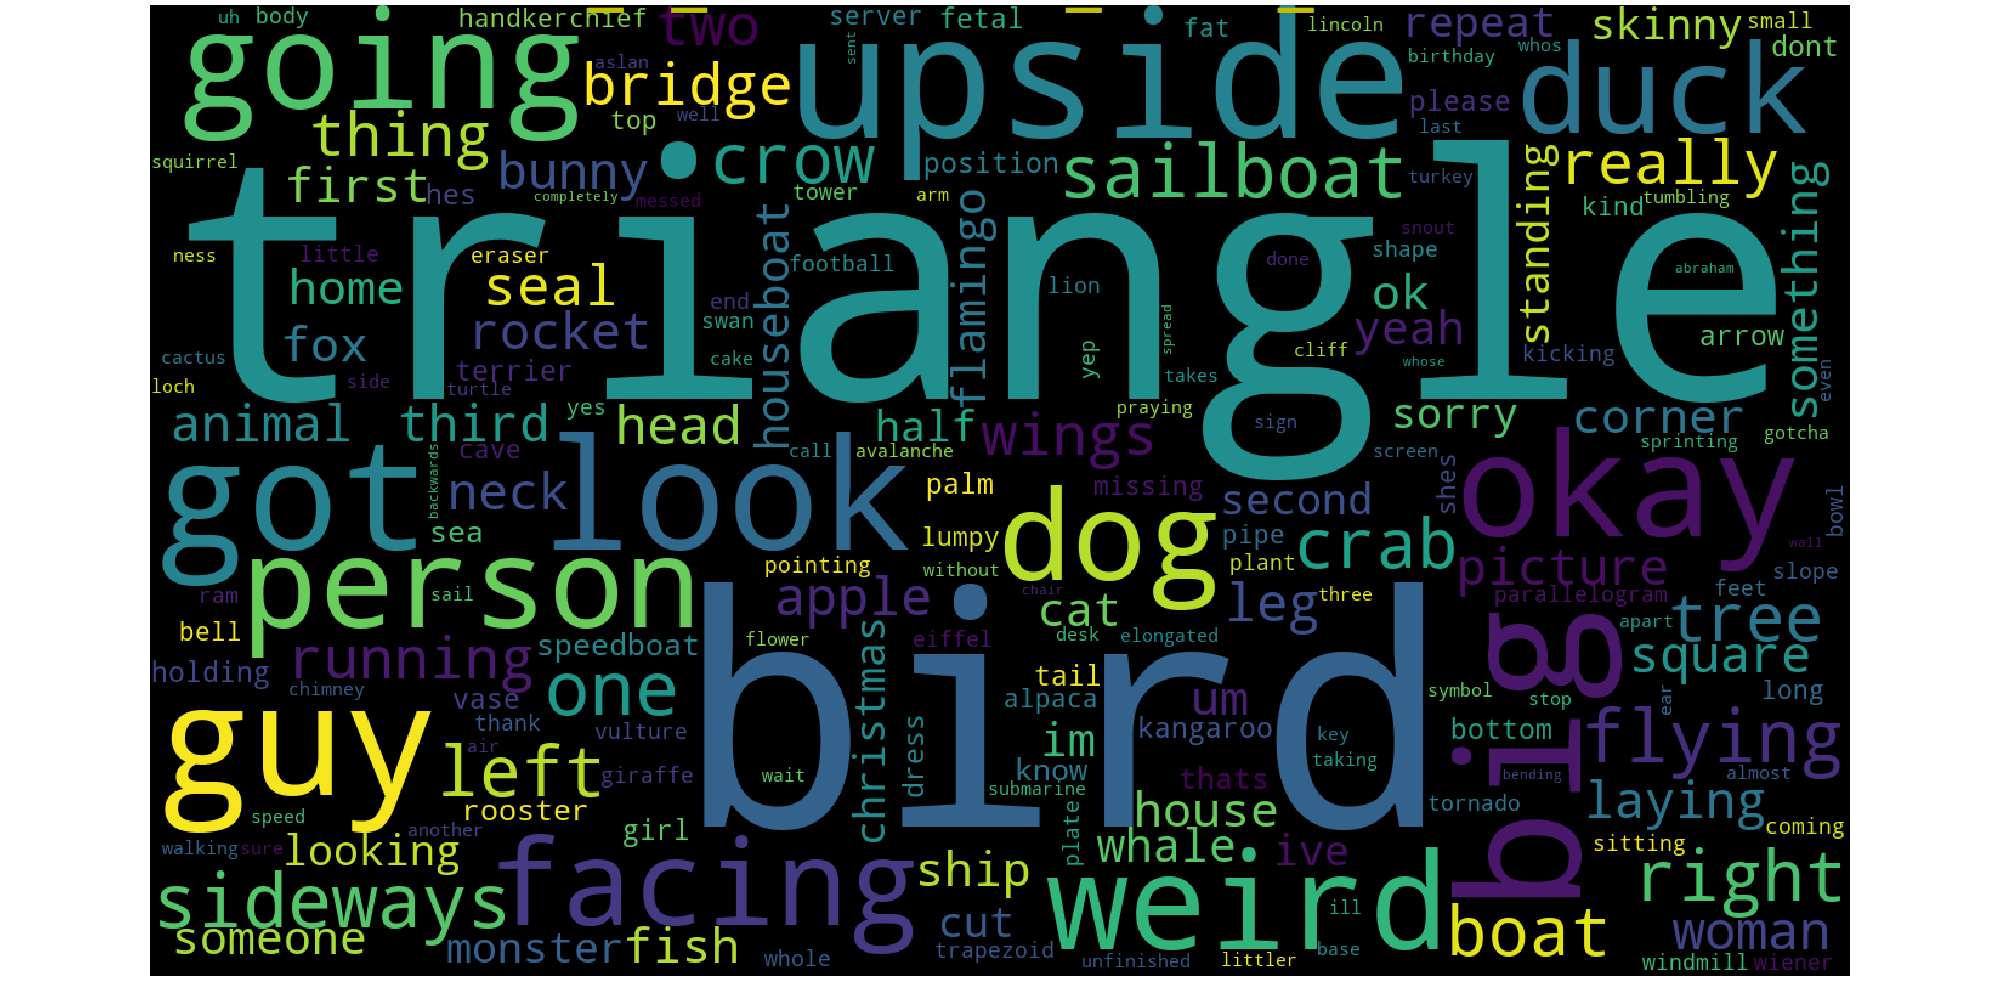 uh body handkerchief two server fetal fat lincoln repeat skinny small
going aslan bridge sent upside birthday whos duck dont
thing top well please last
squirrel first hes bunny crow position sailboat turkey standing really something
completely messed tower arm kind tumbling
triangle
ness little eraser home seal houseboat football flamingo lion snout shape done abraham
fox rocket end swan ok yeah arrow
cactus terrier cake yep spread cliff whose kicking
loch side turtle takes even
animal third yes head half wings praying sign sorry corner
got backwards cave look call avalanche screen sprinting gotcha
neck palm missing second shes okay bowl
sea lumpy dog pipe crab wall
person pointing without plant picture slope
ram sail apple chair cat leg three parallelogram feet
bell running speedboat flower christmas eiffel desk elongated big apart tree
holding chimney one bird tail square
guy vase alpaca um symbol stop ear long
thank vulture dress im kangaroo key bottom flying
left air giraffe wait know thats taking bending almost
rooster submarine house tornado laying
speed another girl plate coming
walking sure looking whale ive sitting
sideways facing ship weird ill right
someone cut boat woman
monster fish whole trapezoid unfinished littler base windmill wiener